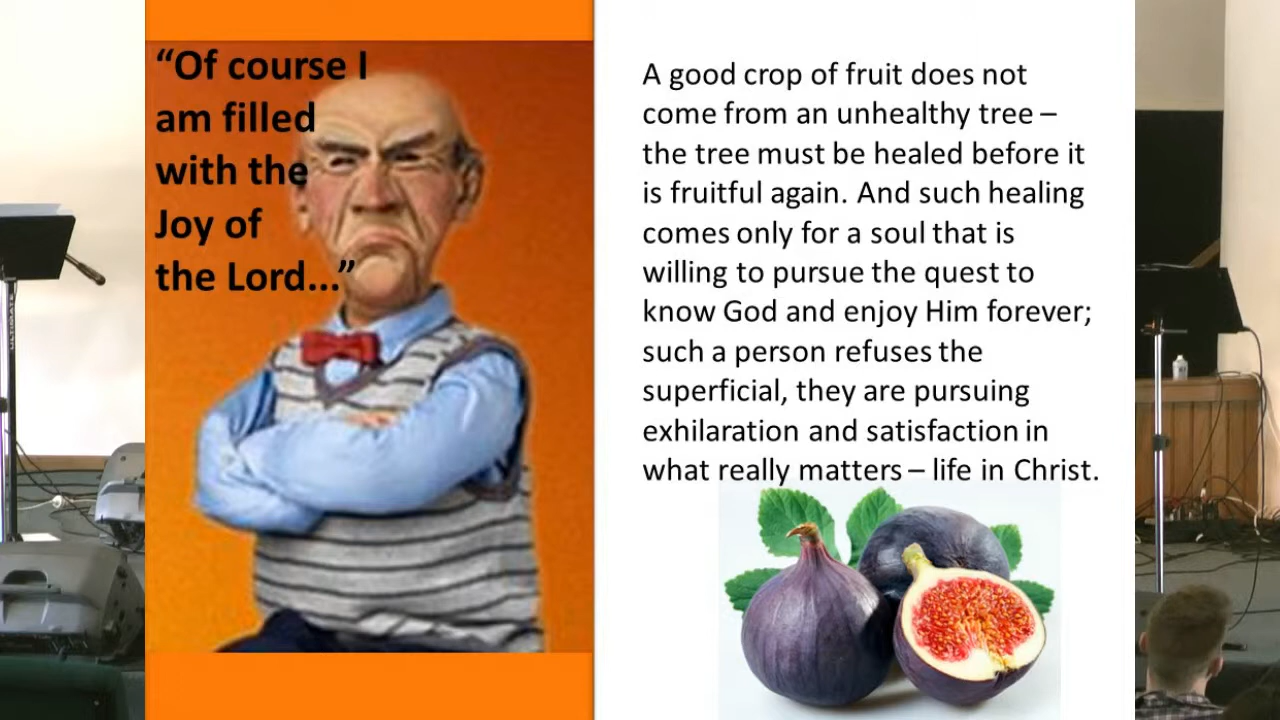 “Of course I
am filled
with the
Joy of
the Lord...”
A good crop of fruit does not
come from an unhealthy tree –
the tree must be healed before it
is fruitful again. And such healing
comes only for a soul that is
willing to pursue the quest to
know God and enjoy Him forever;
such a person refuses the
superficial, they are pursuing
exhilaration and satisfaction in
what really matters – life in Christ.
ULTIMATE